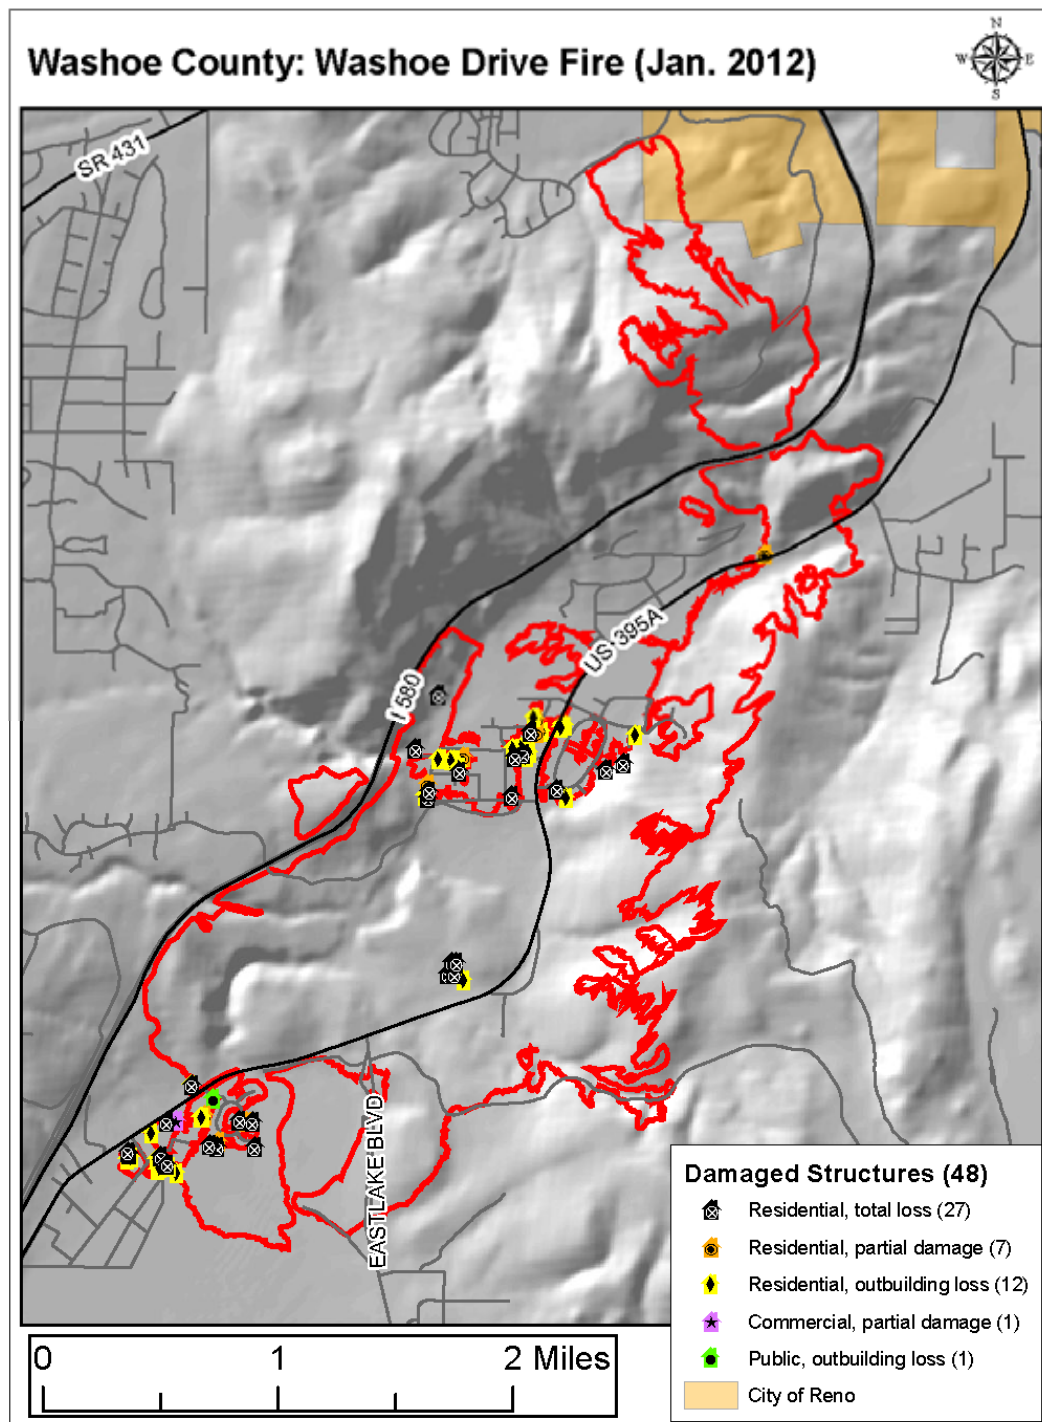 Washoe County: Washoe Drive Fire (Jan. 2012)
N
W
E
S
SR 431
US 395A
I 580
EASTLAKE BLVD
Damaged Structures (48)
Residential, total loss (27)
Residential, partial damage (7)
Residential, outbuilding loss (12)
Commercial, partial damage (1)
Public, outbuilding loss (1)
City of Reno
0 1 2 Miles